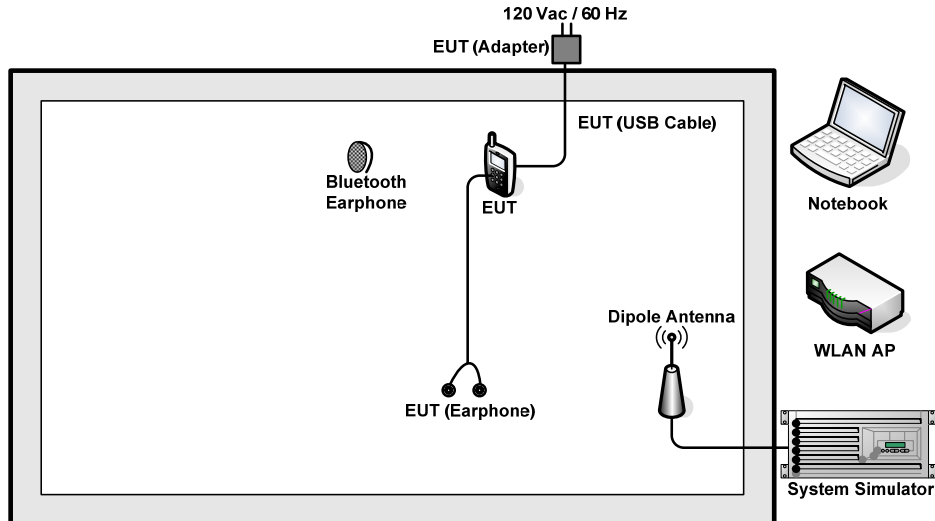 120 Vac / 60 Hz
EUT (Adapter)
EUT (USB Cable)
Bluetooth
Earphone
EUT
Notebook
Dipole Antenna
WLAN AP
EUT (Earphone)
System Simulator